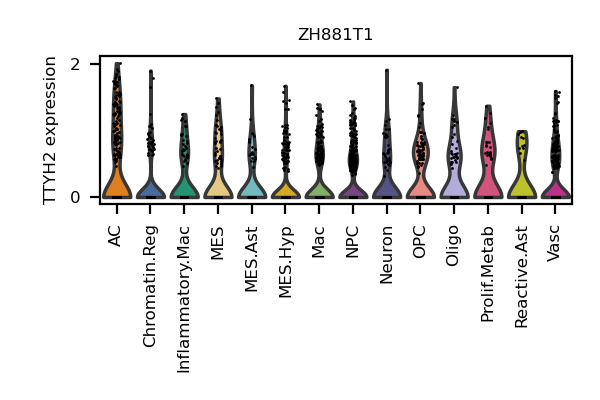 ZH881T1
TTYH2 expression
2
0
AC
Chromatin.Reg
Inflammatory.Mac
MES
MES.Ast
MES.Hyp
Mac
NPC
Neuron
OPC
Oligo
Prolif.Metab
Reactive.Ast
Vasc